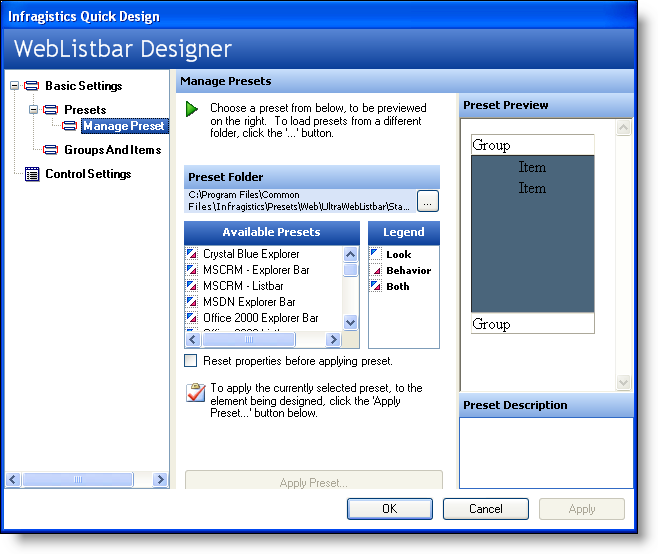 Infragistics Quick Design
WebListbar Designer
Basic Settings
Presets
Manage Preset
Groups And Items
Control Settings
Manage Presets
Choose a preset from below, to be previewed
on the right. To load presets from a different
folder, click the '...' button.
Preset Folder
C:\Program Files\Common
Files\Infragistics\Presets\Web\UltraWebListbar\Sta...
...
Available Presets
Crystal Blue Explorer
MSCRM - Explorer Bar
MSCRM - Listbar
MSDN Explorer Bar
Office 2000 Explorer Bar
Legend
Look
Behavior
Both
Reset properties before applying preset.
To apply the currently selected preset, to the
element being designed, click the 'Apply
Preset...' button below.
Apply Preset...
Preset Preview
Group
Item
Item
Group
Preset Description
OK
Cancel
Apply